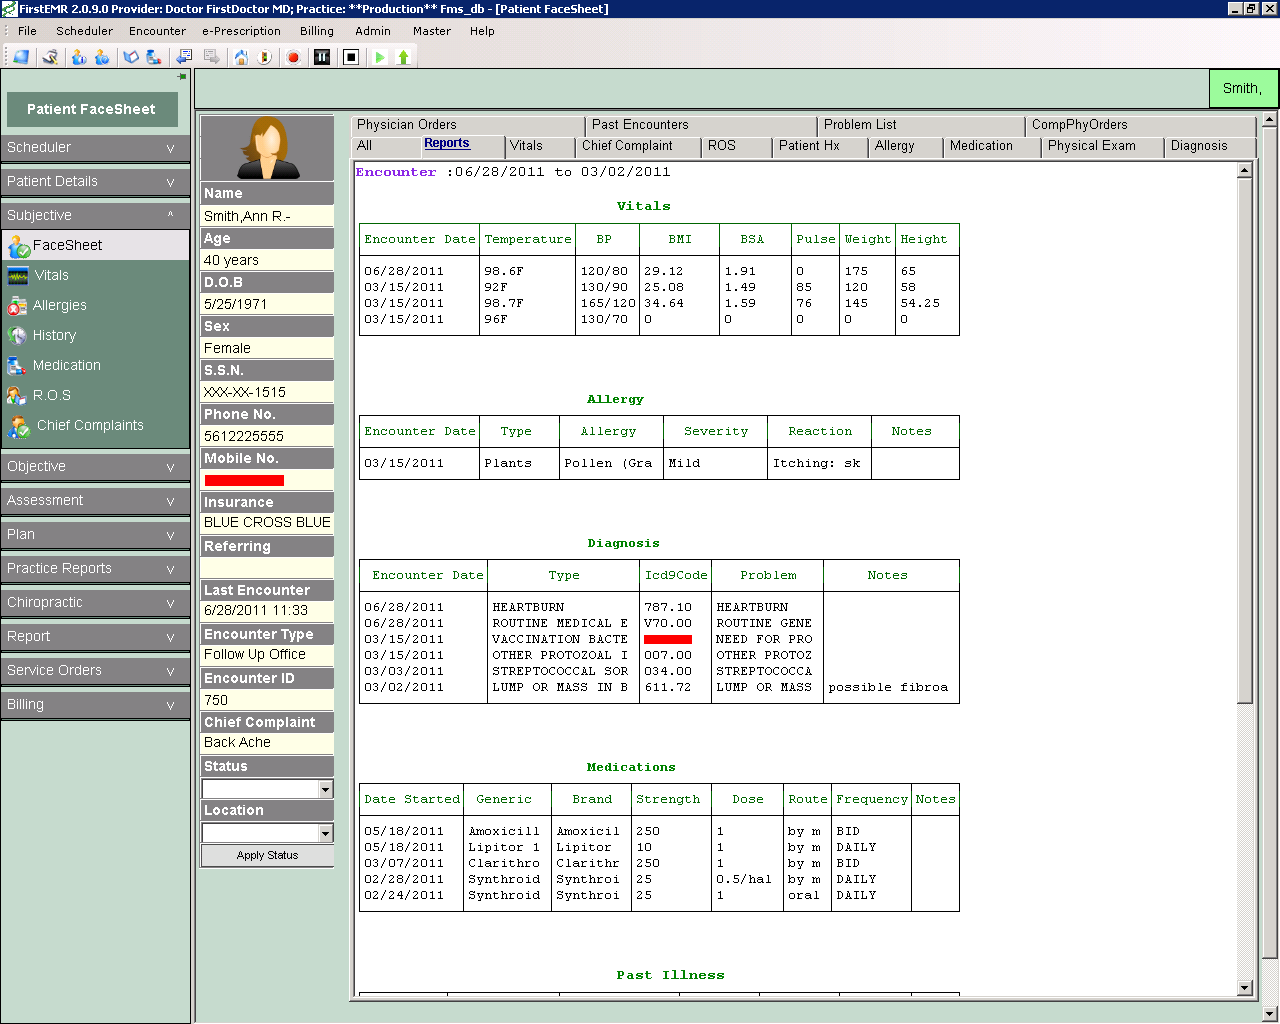 FirstEMR 2.0.9.0 Provider: Doctor FirstDoctor MD; Practice: **Production** Fms_db - [Patient FaceSheet]
File Scheduler Encounter e-Prescription Billing Admin Master Help
Smith,
Patient FaceSheet
Scheduler
Patient Details
Subjective
FaceSheet
Vitals
Allergies
History
Medication
R.O.S
Chief Complaints
Objective
Assessment
Plan
Practice Reports
Chiropractic
Report
Service Orders
Billing
Name
Smith,Ann R.-
Age
40 years
D.O.B
5/25/1971
Sex
Female
S.S.N.
XXX-XX-1515
Phone No.
5612225555
Mobile No.
Insurance
BLUE CROSS BLUE
Referring
Last Encounter
6/28/2011 11:33
Encounter Type
Follow Up Office
Encounter ID
750
Chief Complaint
Back Ache
Status
Location
Apply Status
Physician Orders Past Encounters Problem List CompPhyOrders
All Reports Vitals Chief Complaint ROS Patient Hx Allergy Medication Physical Exam Diagnosis
Encounter :06/28/2011 to 03/02/2011
Vitals
Encounter Date Temperature BP BMI BSA Pulse Weight Height
06/28/2011 98.6F 120/80 29.12 1.91 0 175 65
03/15/2011 92F 130/90 25.08 1.49 85 120 58
03/15/2011 98.7F 165/120 34.64 1.59 76 145 54.25
03/15/2011 96F 130/70 0 0 0 0 0
Allergy
Encounter Date Type Allergy Severity Reaction Notes
03/15/2011 Plants Pollen (Gra Mild Itching: sk
Diagnosis
Encounter Date Type Icd9Code Problem Notes
06/28/2011 HEARTBURN 787.10 HEARTBURN
06/28/2011 ROUTINE MEDICAL E V70.00 ROUTINE GENE
03/15/2011 VACCINATION BACTE NEED FOR PRO
03/15/2011 OTHER PROTOZOAL I 007.00 OTHER PROTOZ
03/03/2011 STREPTOCOCCAL SOR 034.00 STREPTOCOCCA
03/02/2011 LUMP OR MASS IN B 611.72 LUMP OR MASS possible fibroa
Medications
Date Started Generic Brand Strength Dose Route Frequency Notes
05/18/2011 Amoxicill Amoxicil 250 1 by m BID
05/18/2011 Lipitor 1 Lipitor 10 1 by m DAILY
03/07/2011 Clarithro Clarithr 250 1 by m BID
02/28/2011 Synthroid Synthroi 25 0.5/hal by m DAILY
02/24/2011 Synthroid Synthroi 25 1 oral DAILY
Past Illness